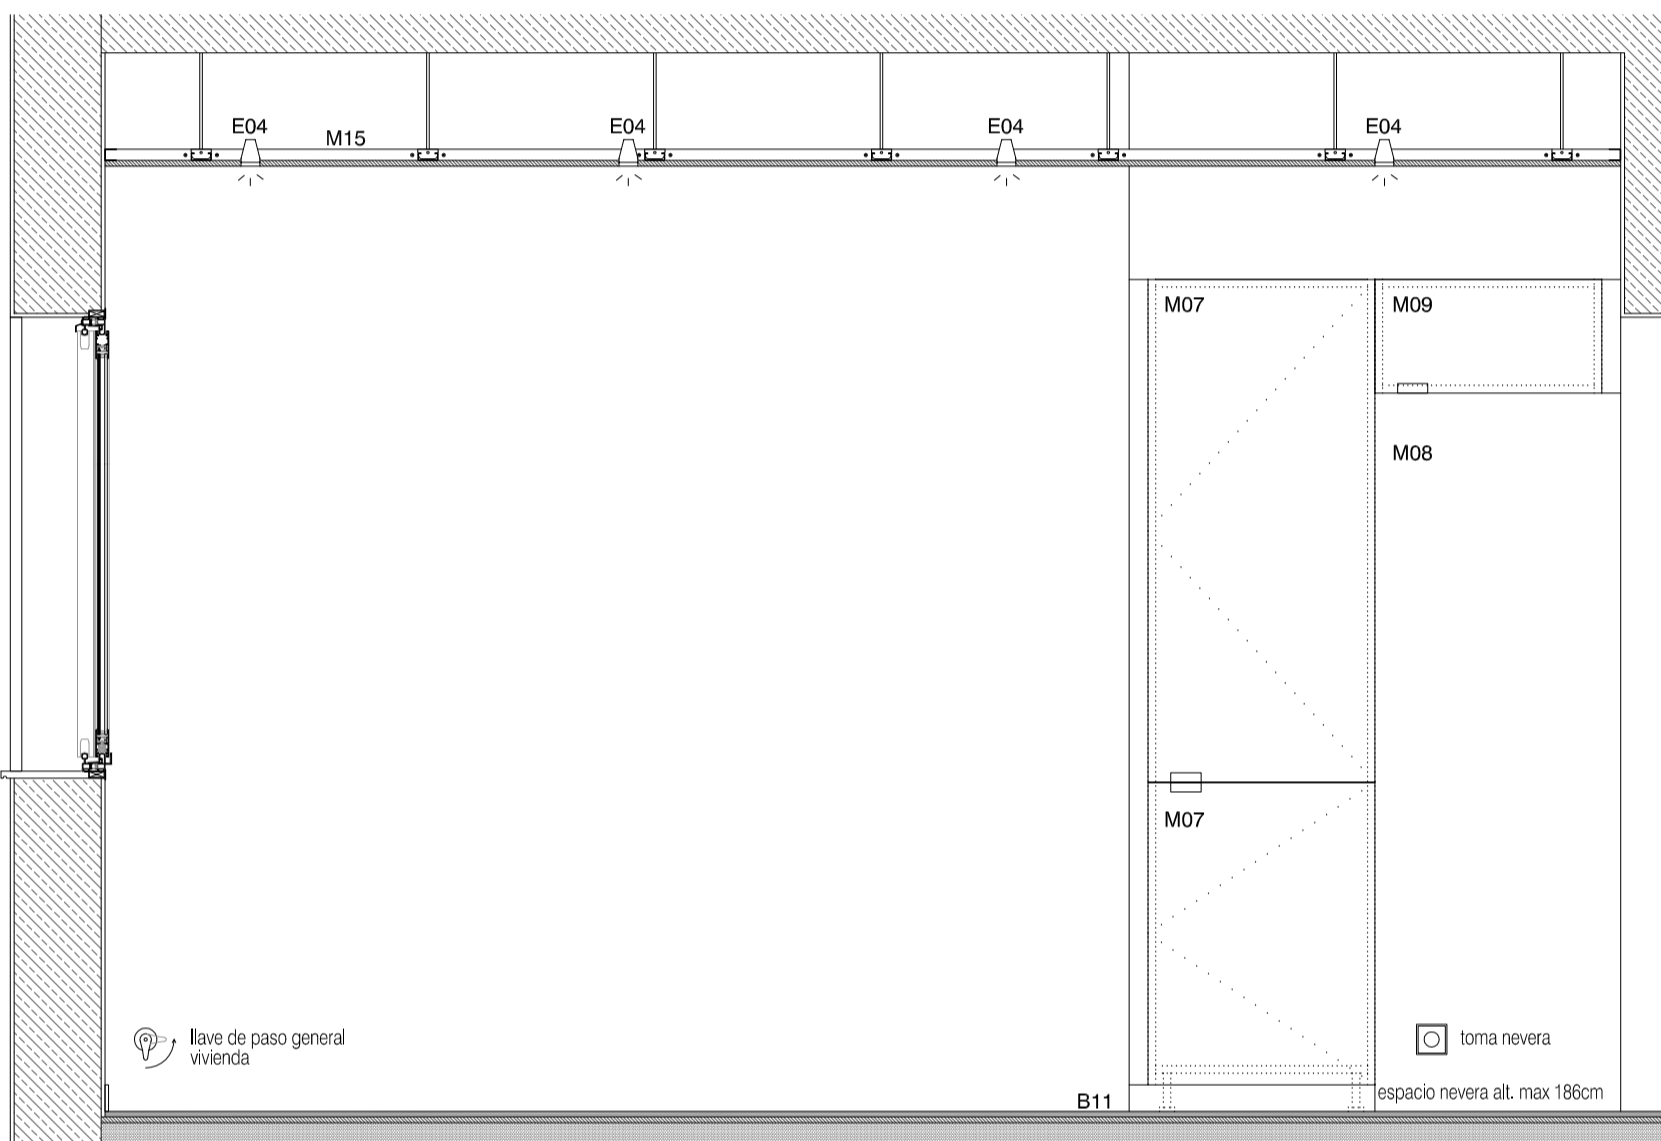 E04
M15
E04
E04
E04
M07
M09
M08
M07
llave de paso general
vivienda
toma nevera
espacio nevera alt. max 186cm
B11